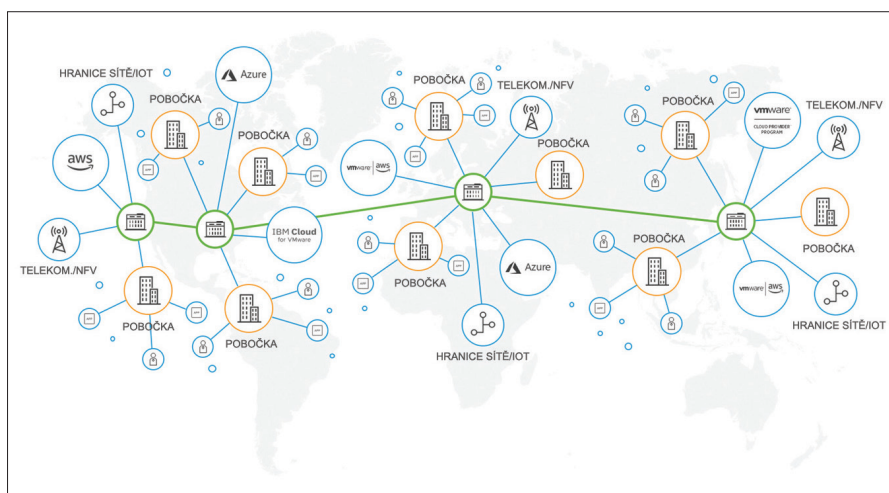 HRANICE SÍTĚ/IOT
Azure
POBOČKA
aws
POBOČKA
IBM Cloud
for VMware
TELEKOM./NFV
POBOČKA
POBOČKA
POBOČKA
TELEKOM./NFV
vmware | aws
POBOČKA
POBOČKA
Azure
HRANICE SÍTĚ/IOT
POBOČKA
vmware
CLOUD PROVIDER
PROGRAM
TELEKOM./NFV
POBOČKA
POBOČKA
vmware | aws
HRANICE SÍTĚ/IOT